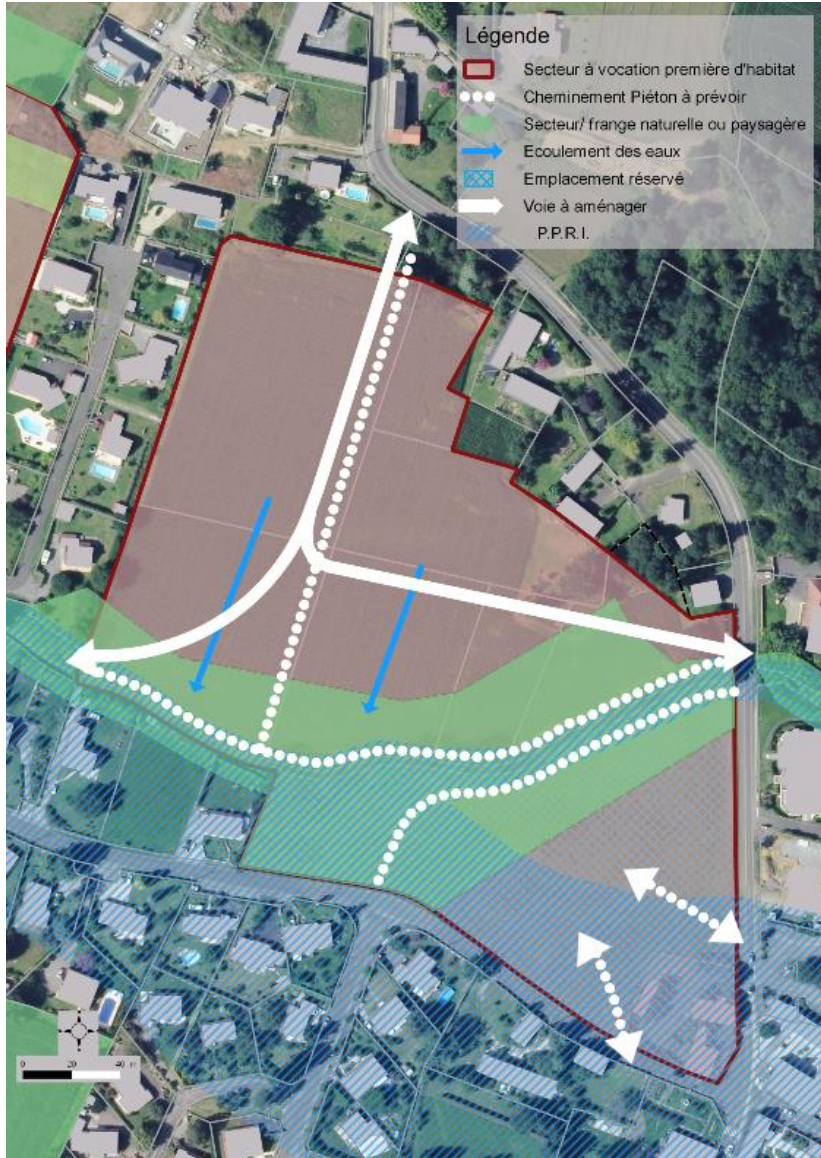 Légende
Secteur à vocation première d'habitat
Cheminement Piéton à prévoir
Secteur/ frange naturelle ou paysagère
Ecoulement des eaux
Emplacement réservé
Voie à aménager
P.P.R.I.
0 20 40 m